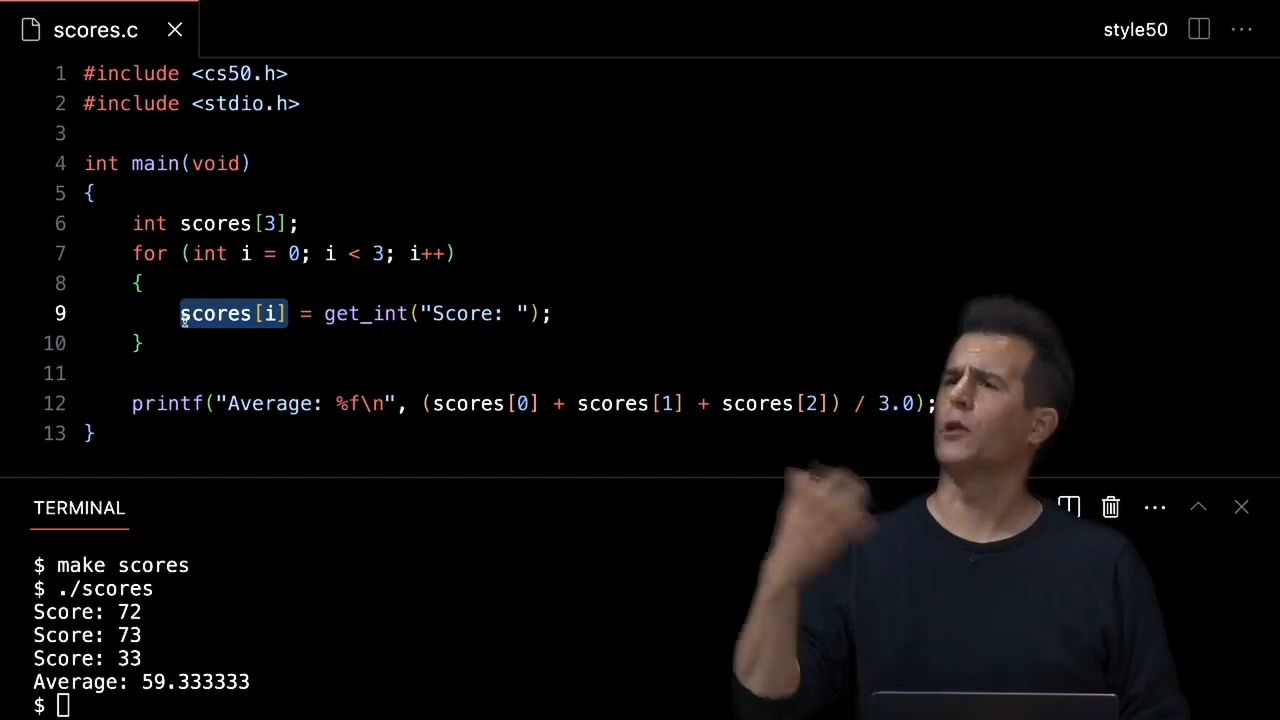 scores.c
style50
1 #include <cs50.h>
2 #include <stdio.h>
3
4 int main(void)
5 {
6     int scores[3];
7     for (int i = 0; i < 3; i++)
8     {
9         scores[i] = get_int("Score: ");
10     }
11
12     printf("Average: %f\n", (scores[0] + scores[1] + scores[2]) / 3.0);
13 }
TERMINAL
$ make scores
$ ./scores
Score: 72
Score: 73
Score: 33
Average: 59.333333
$